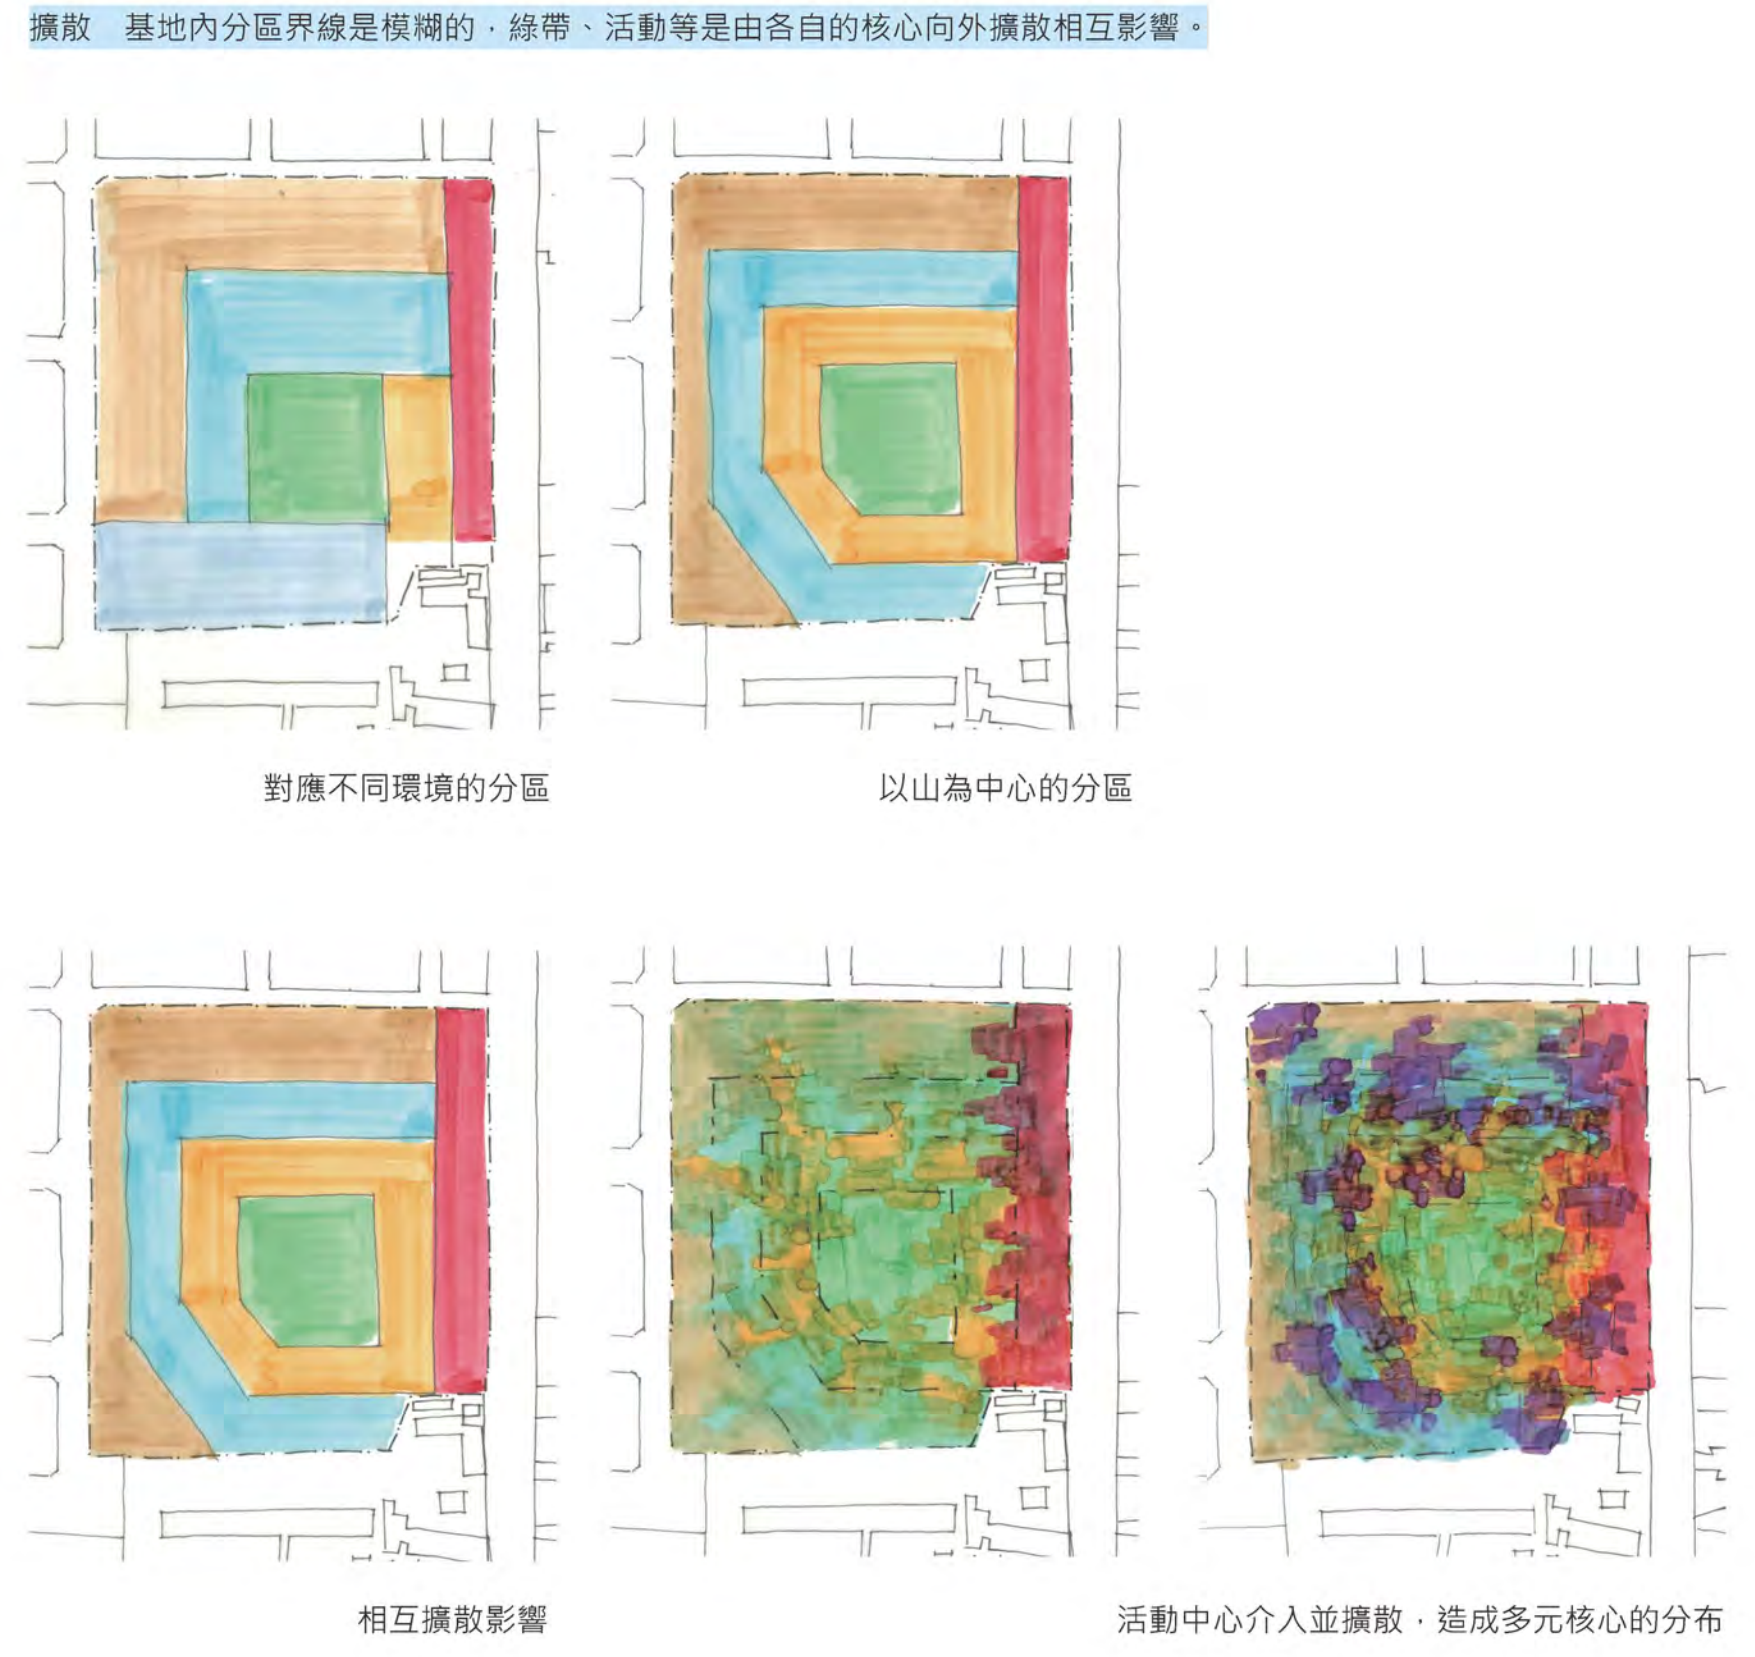 擴散　基地內分區界線是模糊的，綠帶、活動等是由各自的核心向外擴散相互影響。
對應不同環境的分區
以山為中心的分區
相互擴散影響
活動中心介入並擴散，造成多元核心的分布